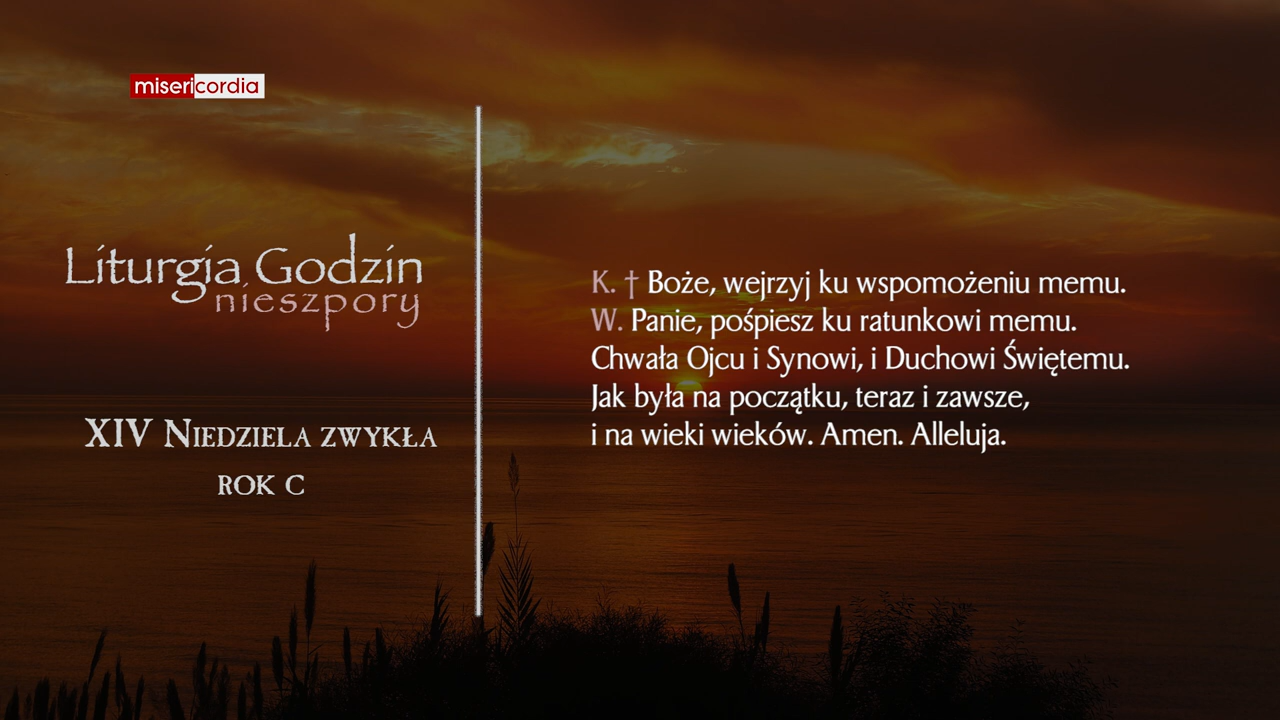 misericordia
Liturgia Godzin
nieszpory
XIV Niedziela zwykła
rok C
K. † Boże, wejrzyj ku wspomożeniu memu.
W. Panie, pośpiesz ku ratunkowi memu.
Chwała Ojcu i Synowi, i Duchowi Świętemu.
Jak była na początku, teraz i zawsze,
i na wieki wieków. Amen. Alleluja.